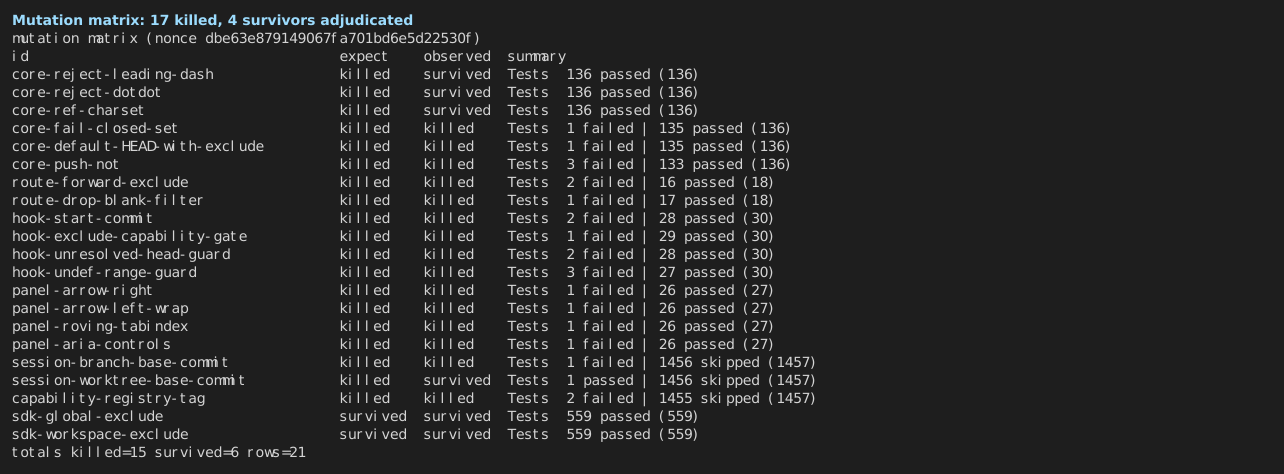 Mutation matrix: 17 killed, 4 survivors adjudicated
mutation matrix (nonce dbe63e879149067fa701bd6e5d22530f)
id expect observed summary
core-reject-leading-dash killed survived Tests 136 passed (136)
core-reject-dotdot killed survived Tests 136 passed (136)
core-ref-charset killed survived Tests 136 passed (136)
core-fail-closed-set killed killed Tests 1 failed | 135 passed (136)
core-default-HEAD-with-exclude killed killed Tests 1 failed | 135 passed (136)
core-push-not killed killed Tests 3 failed | 133 passed (136)
route-forward-exclude killed killed Tests 2 failed | 16 passed (18)
route-drop-blank-filter killed killed Tests 1 failed | 17 passed (18)
hook-start-commit killed killed Tests 2 failed | 28 passed (30)
hook-exclude-capability-gate killed killed Tests 1 failed | 29 passed (30)
hook-unresolved-head-guard killed killed Tests 2 failed | 28 passed (30)
hook-undef-range-guard killed killed Tests 3 failed | 27 passed (30)
panel-arrow-right killed killed Tests 1 failed | 26 passed (27)
panel-arrow-left-wrap killed killed Tests 1 failed | 26 passed (27)
panel-roving-tabindex killed killed Tests 1 failed | 26 passed (27)
panel-aria-controls killed killed Tests 1 failed | 26 passed (27)
session-branch-base-commit killed killed Tests 1 failed | 1456 skipped (1457)
session-worktree-base-commit killed survived Tests 1 passed | 1456 skipped (1457)
capability-registry-tag killed killed Tests 2 failed | 1455 skipped (1457)
sdk-global-exclude survived survived Tests 559 passed (559)
sdk-workspace-exclude survived survived Tests 559 passed (559)
totals killed=15 survived=6 rows=21